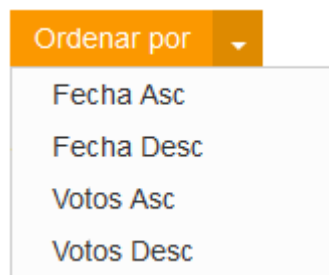 Ordenar por
Fecha Asc
Fecha Desc
Votos Asc
Votos Desc